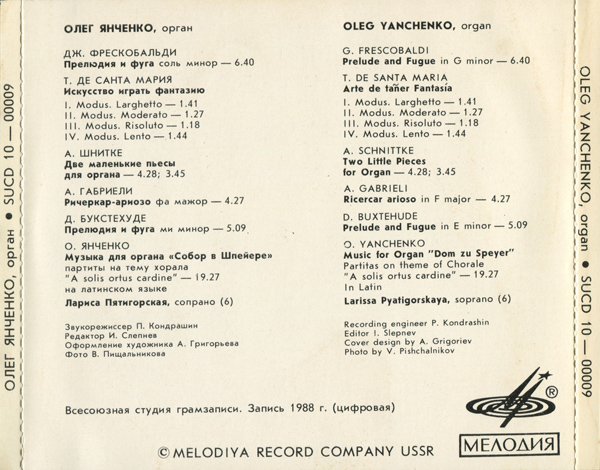 ОЛЕГ ЯНЧЕНКО, орган
ДЖ. ФРЕСКОБАЛЬДИ
Прелюдия и фуга соль минор — 6.40
Т. ДЕ САНТА МАРИЯ
Искусство играть фантазию
I. Modus. Larghetto — 1.41
II. Modus. Moderato — 1.27
III. Modus. Risoluto — 1.18
IV. Modus. Lento — 1.44
А. ШНИТКЕ
Две маленькие пьесы
для органа — 4.28; 3.45
А. ГАБРИЕЛИ
Ричеркар-ариозо фа мажор — 4.27
Д. БУКСТЕХУДЕ
Прелюдия и фуга ми минор — 5.09
О. ЯНЧЕНКО
Музыка для органа «Собор в Шпейере»
партиты на тему хорала
"A solis ortus cardine" — 19.27
на латинском языке
Лариса Пятигорская, сопрано (6)
Звукорежиссер П. Кондрашин
Редактор И. Слепнев
Оформление художника А. Григорьева
Фото В. Пищальникова
OLEG YANCHENKO, organ
G. FRESCOBALDI
Prelude and Fugue in G minor — 6.40
T. DE SANTA MARIA
Arte de tañer Fantasía
I. Modus. Larghetto — 1.41
II. Modus. Moderato — 1.27
III. Modus. Risoluto — 1.18
IV. Modus. Lento — 1.44
A. SCHNITTKE
Two Little Pieces
for Organ — 4.28; 3.45
A. GABRIELI
Ricercar arioso in F major — 4.27
D. BUXTEHUDE
Prelude and Fugue in E minor — 5.09
O. YANCHENKO
Music for Organ "Dom zu Speyer"
Partitas on theme of Chorale
"A solis ortus cardine" — 19.27
In Latin
Larissa Pyatigorskaya, soprano (6)
Recording engineer P. Kondrashin
Editor I. Slepnev
Cover design by A. Grigoriev
Photo by V. Pishchalnikov
Всесоюзная студия грамзаписи. Запись 1988 г. (цифровая)
® МЕЛОДИЯ
© MELODIYA RECORD COMPANY USSR
ОЛЕГ ЯНЧЕНКО, орган ● SUCD 10 — 00009
OLEG YANCHENKO, organ ● SUCD 10 — 00009